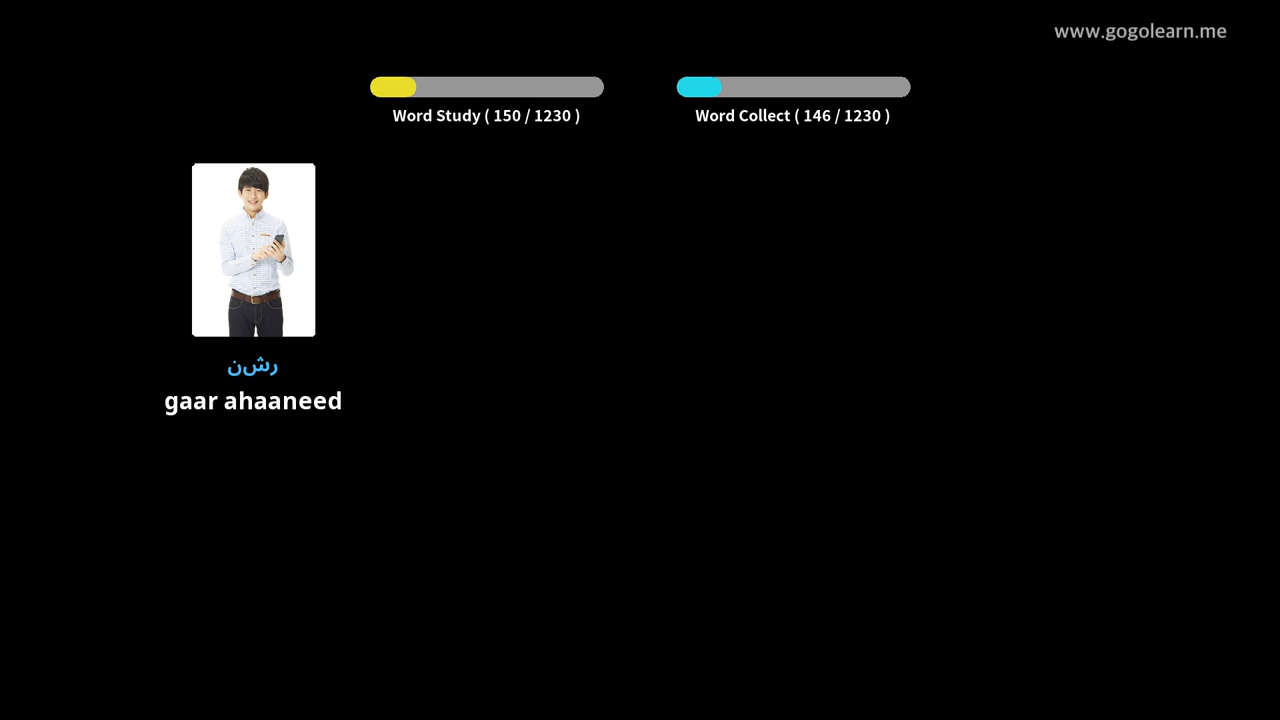 www.gogolearn.me
Word Study ( 150 / 1230 )
Word Collect ( 146 / 1230 )
رشن
gaar ahaaneed